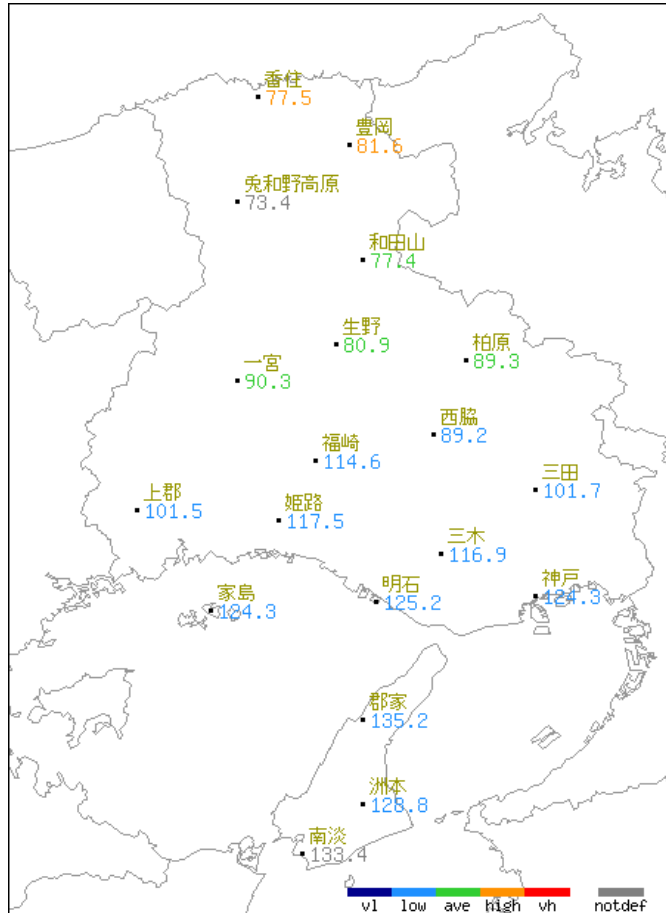 香住
77.5
豊岡
81.6
兎和野高原
73.4
和田山
77.4
生野
80.9
柏原
89.3
一宮
90.3
西脇
89.2
福崎
114.6
三田
101.7
上郡
101.5
姫路
117.5
三木
116.9
家島
124.3
明石
125.2
神戸
124.3
郡家
135.2
洲本
128.8
南淡
133.4
vl low ave high vh notdef